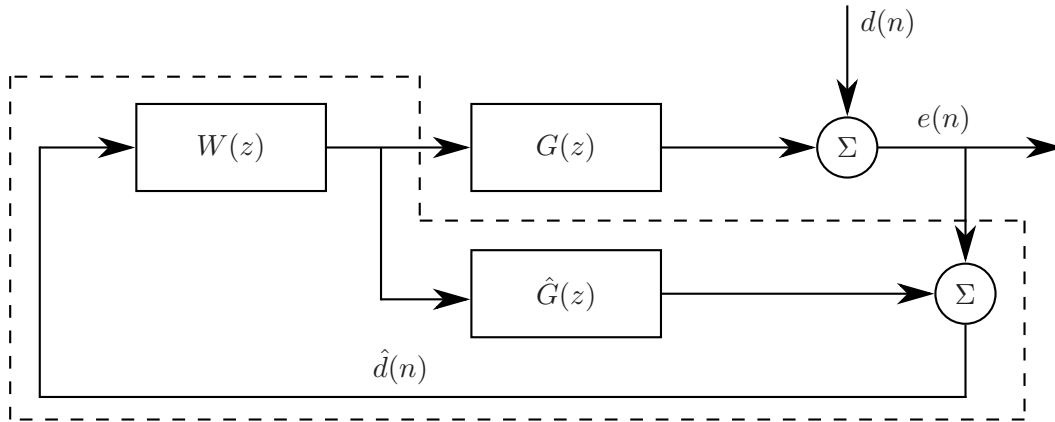 d(n)
W(z)
G(z)
Σ
e(n)
Ĝ(z)
Σ
d̂(n)